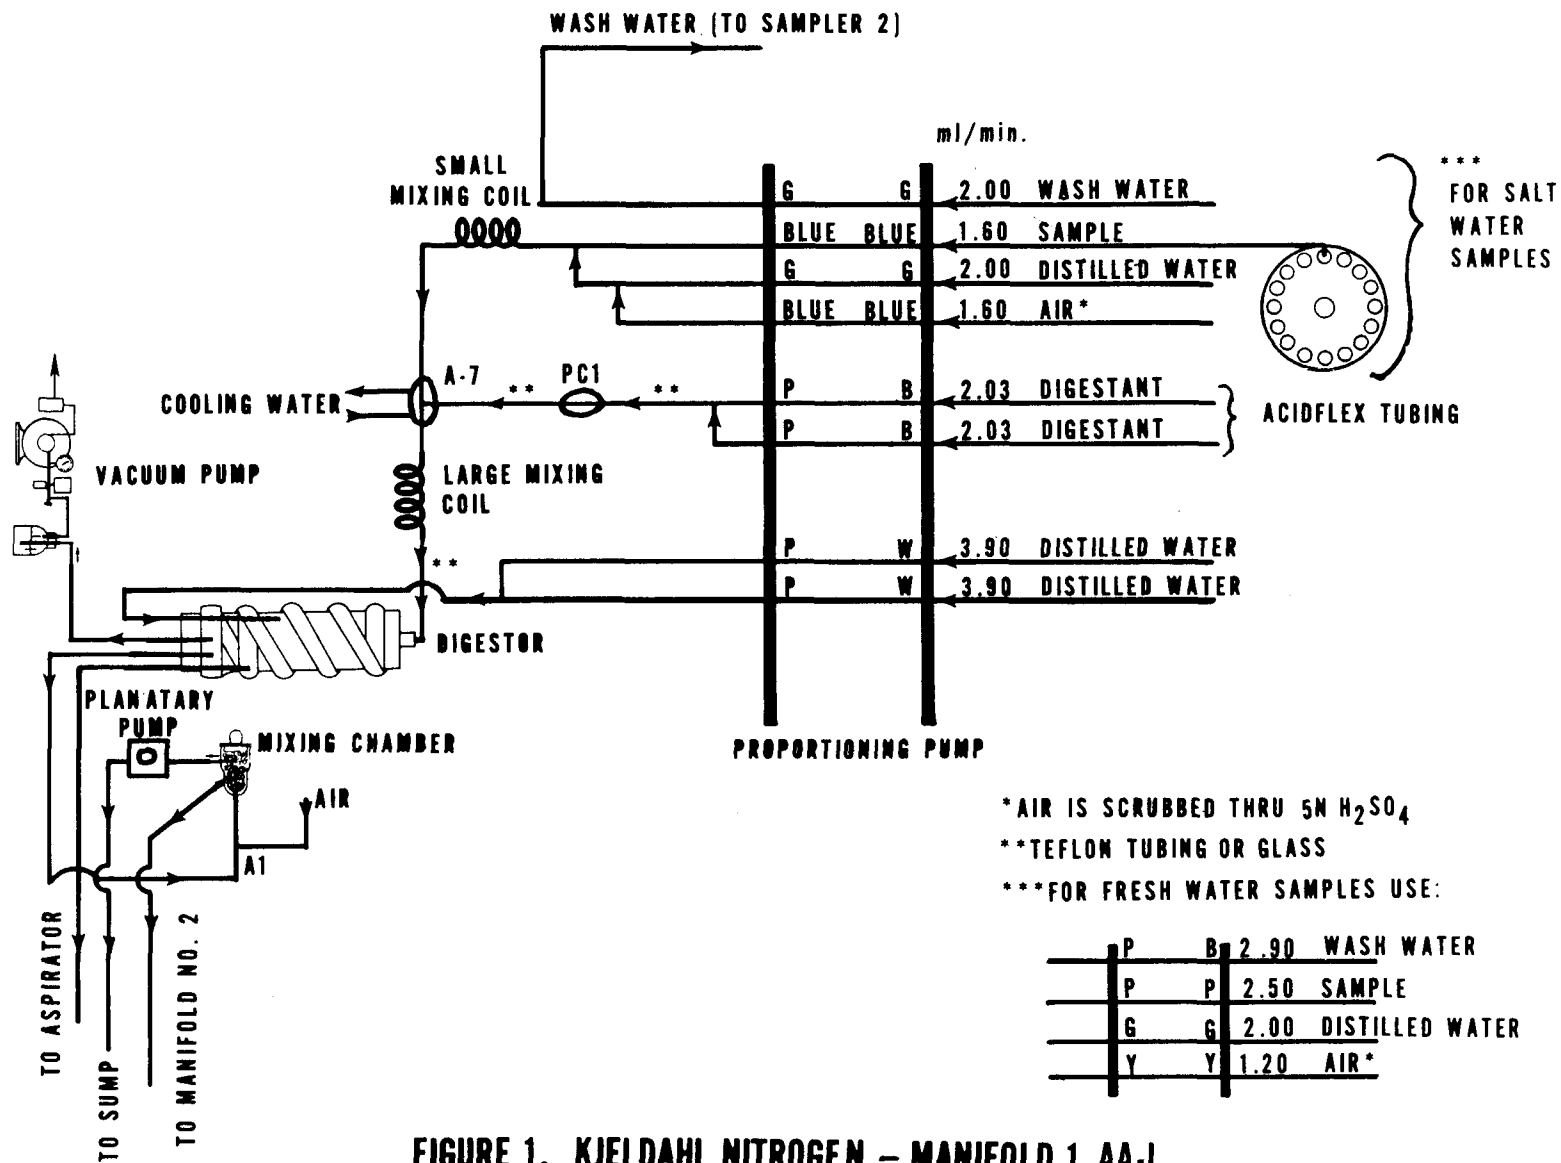 WASH WATER (TO SAMPLER 2)
ml/min.
SMALL
MIXING COIL
G G 2.00 WASH WATER
BLUE BLUE 1.60 SAMPLE
G G 2.00 DISTILLED WATER
BLUE BLUE 1.60 AIR*
***
FOR SALT
WATER
SAMPLES
A-7
** PC1 **
P B 2.03 DIGESTANT
P B 2.03 DIGESTANT
ACIDFLEX TUBING
COOLING WATER
VACUUM PUMP
LARGE MIXING
COIL
**
P W 3.90 DISTILLED WATER
P W 3.90 DISTILLED WATER
DIGESTOR
PLANATARY
PUMP
MIXING CHAMBER
AIR
A1
PROPORTIONING PUMP
TO ASPIRATOR
TO SUMP
TO MANIFOLD NO. 2
*AIR IS SCRUBBED THRU 5N H2SO4
**TEFLON TUBING OR GLASS
***FOR FRESH WATER SAMPLES USE:
P B 2.90 WASH WATER
P P 2.50 SAMPLE
G G 2.00 DISTILLED WATER
Y Y 1.20 AIR*
FIGURE 1. KJELDAHL NITROGEN – MANIFOLD 1 AA-I